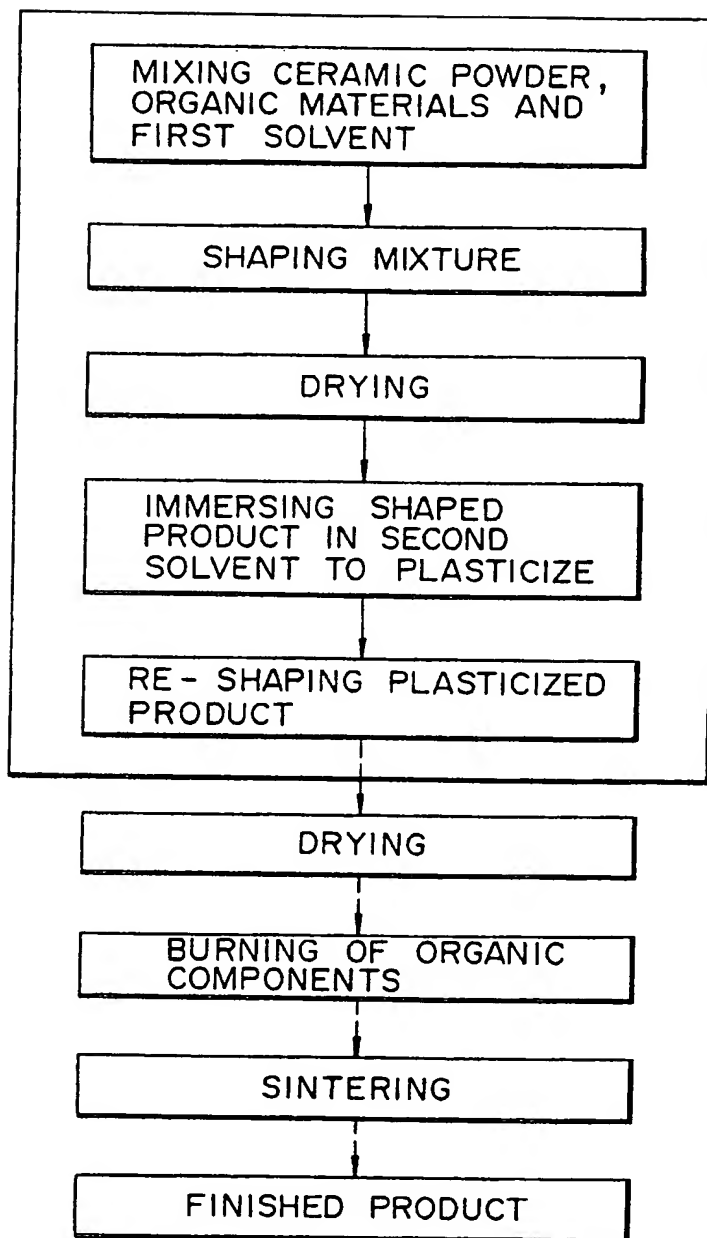 MIXING CERAMIC POWDER,
ORGANIC MATERIALS AND
FIRST SOLVENT
SHAPING MIXTURE
DRYING
IMMERSING SHAPED
PRODUCT IN SECOND
SOLVENT TO PLASTICIZE
RE-SHAPING PLASTICIZED
PRODUCT
DRYING
BURNING OF ORGANIC
COMPONENTS
SINTERING
FINISHED PRODUCT